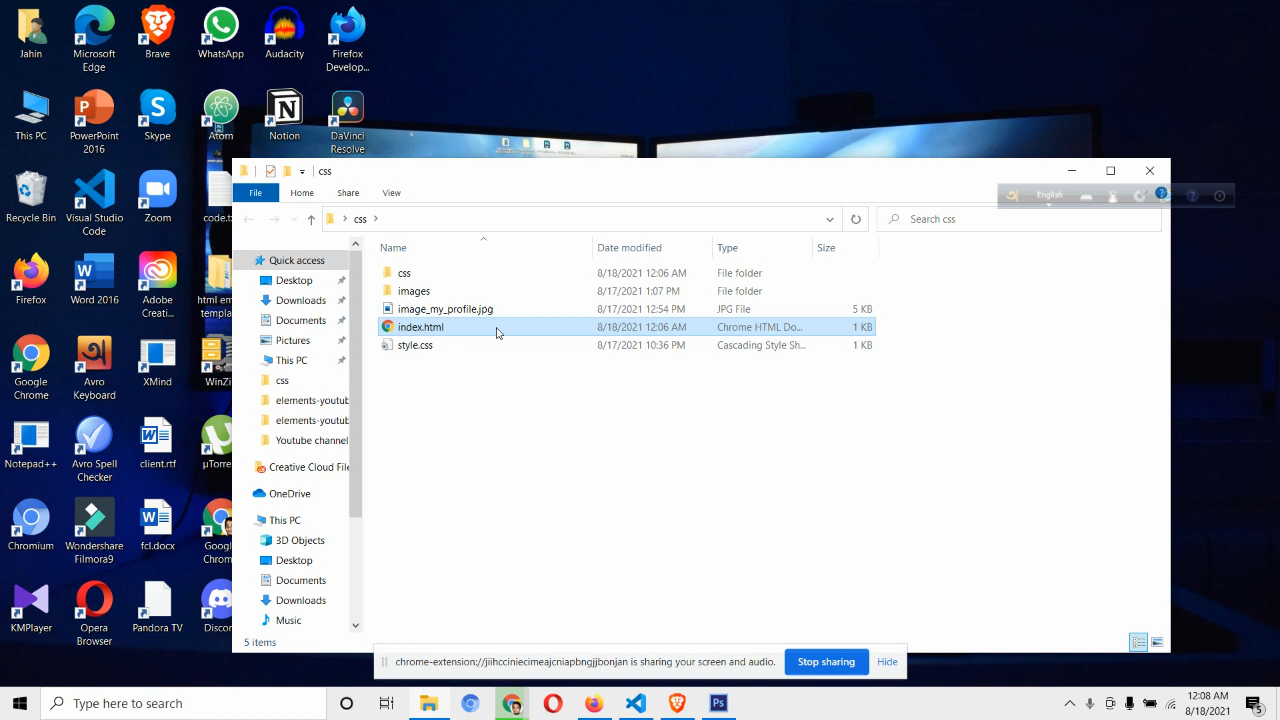 Jahin
Microsoft Edge
Brave
WhatsApp
Audacity
Firefox Develop...
This PC
PowerPoint 2016
Skype
Atom
Notion
DaVinci Resolve
Recycle Bin
Visual Studio Code
Zoom
code.t
Firefox
Word 2016
Adobe Creati...
html em
templa
Google Chrome
Avro Keyboard
XMind
WinZi
Notepad++
Avro Spell Checker
client.rtf
µTorre
Chromium
Wondershare Filmora9
fcl.docx
Goog
Chrom
KMPlayer
Opera Browser
Pandora TV
Discor
css
File
Home
Share
View
English
css
Search css
Name
Date modified
Type
Size
css 8/18/2021 12:06 AM File folder
images 8/17/2021 1:07 PM File folder
image_my_profile.jpg 8/17/2021 12:54 PM JPG File 5 KB
index.html 8/18/2021 12:06 AM Chrome HTML Do... 1 KB
style.css 8/17/2021 10:36 PM Cascading Style Sh... 1 KB
Quick access
Desktop
Downloads
Documents
Pictures
This PC
css
elements-youtub
elements-youtub
Youtube channel
Creative Cloud File
OneDrive
This PC
3D Objects
Desktop
Documents
Downloads
Music
5 items
chrome-extension://jiihcciniecimeajcniapbngjjbonjan is sharing your screen and audio.
Stop sharing
Hide
Type here to search
Ps
12:08 AM
8/18/2021
5